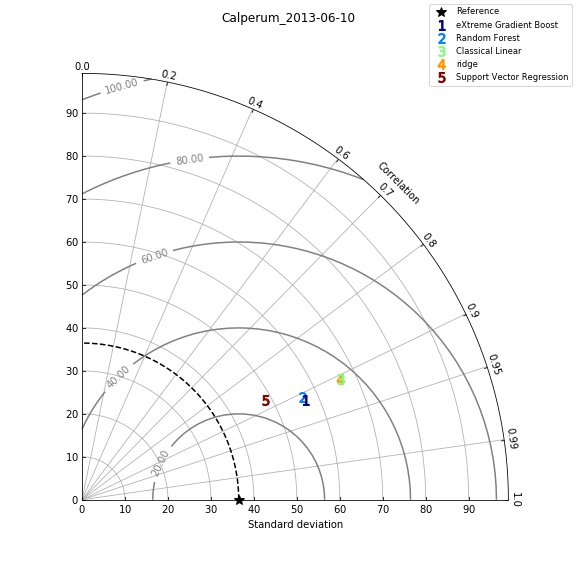 Calperum_2013-06-10
Reference
1 eXtreme Gradient Boost
2 Random Forest
3 Classical Linear
4 ridge
5 Support Vector Regression
0.0
0.2
0.4
0.6
0.7
0.8
0.9
0.95
0.99
1.0
Correlation
100.00
80.00
60.00
40.00
20.00
90
80
70
60
50
40
30
20
10
0
5
2
1
3
0 10 20 30 40 50 60 70 80 90
Standard deviation